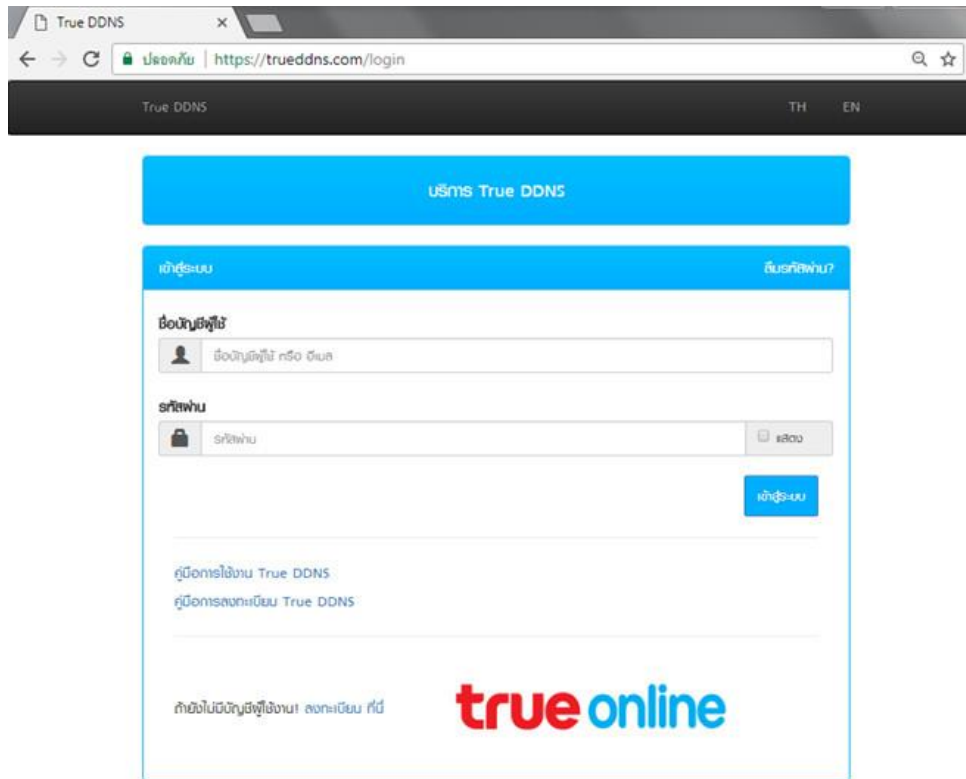 True DDNS
ปลอดภัย | https://trueddns.com/login
True DDNS TH EN
บริการ True DDNS
เข้าสู่ระบบ ลืมรหัสผ่าน?
ชื่อบัญชีผู้ใช้
ชื่อบัญชีผู้ใช้ หรือ อีเมล
รหัสผ่าน
รหัสผ่าน แสดง
เข้าสู่ระบบ
คู่มือการใช้งาน True DDNS
คู่มือการลงทะเบียน True DDNS
ถ้ายังไม่มีบัญชีผู้ใช้งาน! ลงทะเบียน ที่นี่
true online